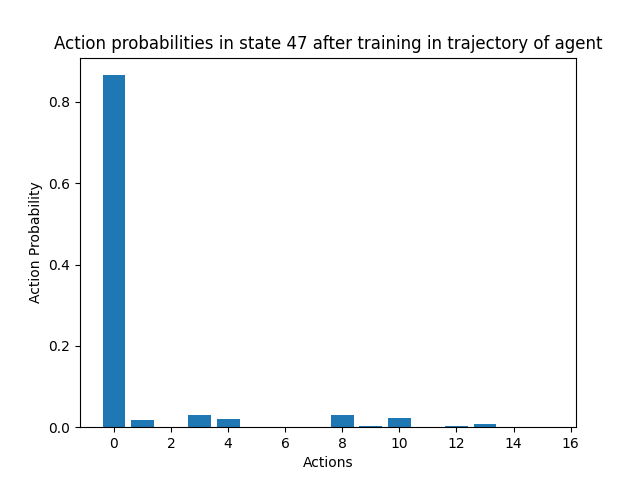 Action probabilities in state 47 after training in trajectory of agent
0.8
0.6
0.4
0.2
0.0
Action Probability
0 2 4 6 8 10 12 14 16
Actions